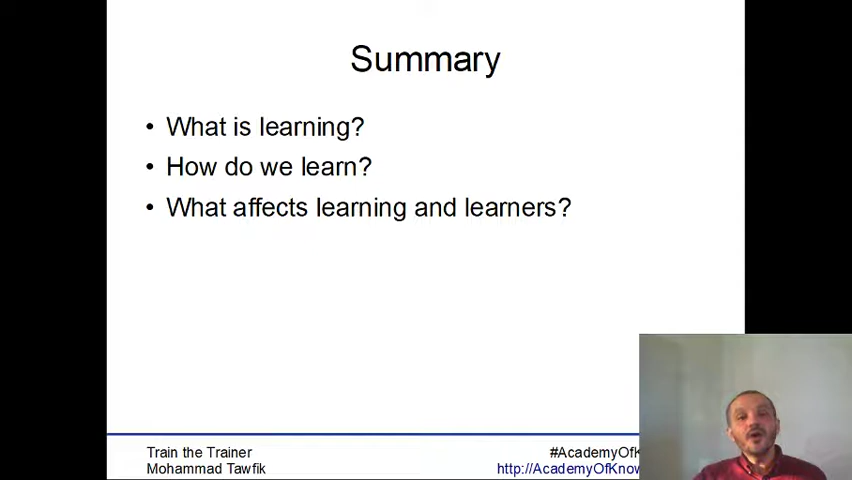 Summary
• What is learning?
• How do we learn?
• What affects learning and learners?
Train the Trainer
Mohammad Tawfik
#AcademyOfK
http://AcademyOfKnow